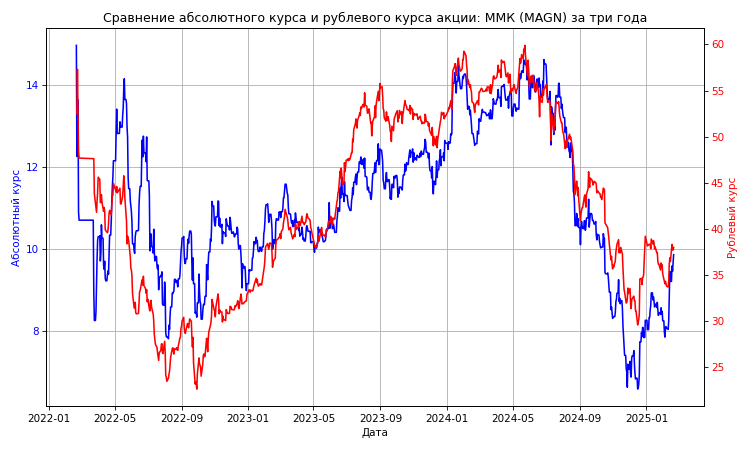 Сравнение абсолютного курса и рублевого курса акции: ММК (MAGN) за три года
Абсолютный курс
14
12
10
8
60
55
50
45
40
35
30
25
Рублевый курс
2022-01 2022-05 2022-09 2023-01 2023-05 2023-09 2024-01 2024-05 2024-09 2025-01
Дата